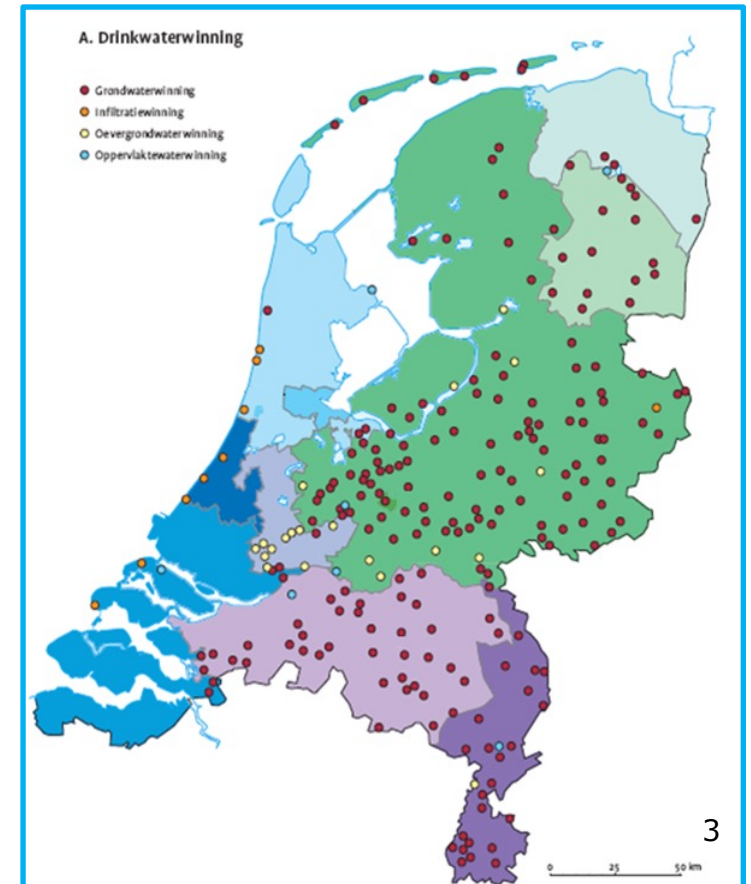 A. Drinkwaterwinning
Grondwaterwinning
Infiltratiewinning
Oevergrondwaterwinning
Oppervlaktewaterwinning
3
0 25 50 km